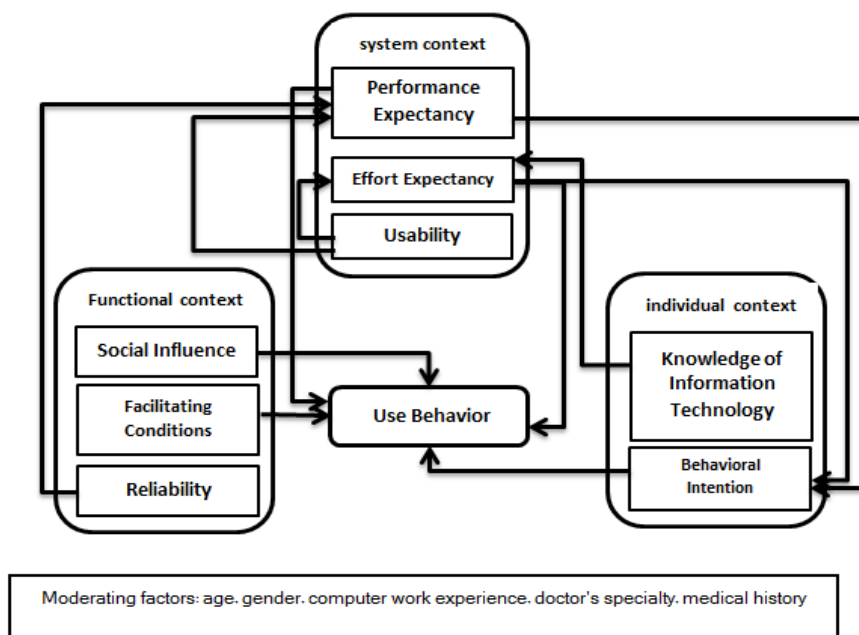 system context
Performance
Expectancy
Effort Expectancy
Usability
Functional context
Social Influence
Facilitating
Conditions
Reliability
Use Behavior
individual context
Knowledge of
Information
Technology
Behavioral
Intention
Moderating factors: age. gender. computer work experience. doctor's specialty. medical history